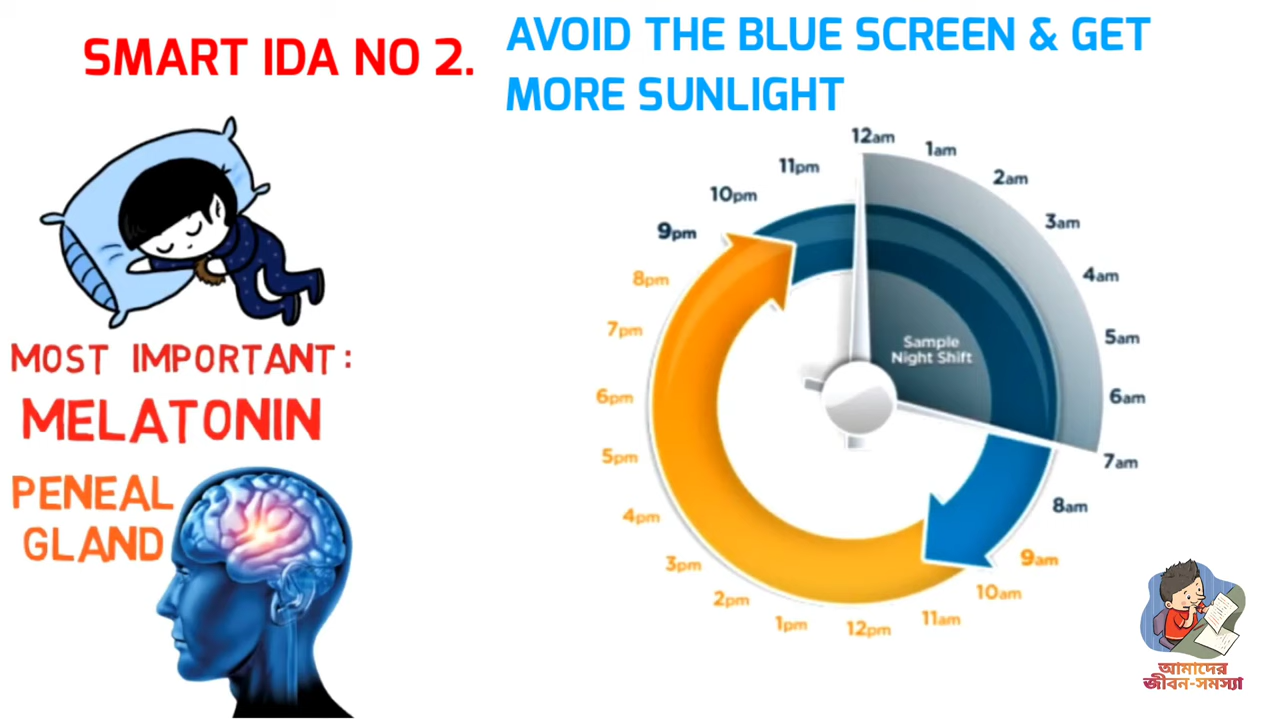 SMART IDA NO 2.
AVOID THE BLUE SCREEN & GET
MORE SUNLIGHT
MOST IMPORTANT:
MELATONIN
PENEAL
GLAND
12am
1am
2am
3am
4am
5am
6am
7am
8am
9am
10am
11am
12pm
1pm
2pm
3pm
4pm
5pm
6pm
7pm
8pm
9pm
10pm
11pm
Sample
Night Shift
আমাদের
জীবন-সমস্যা